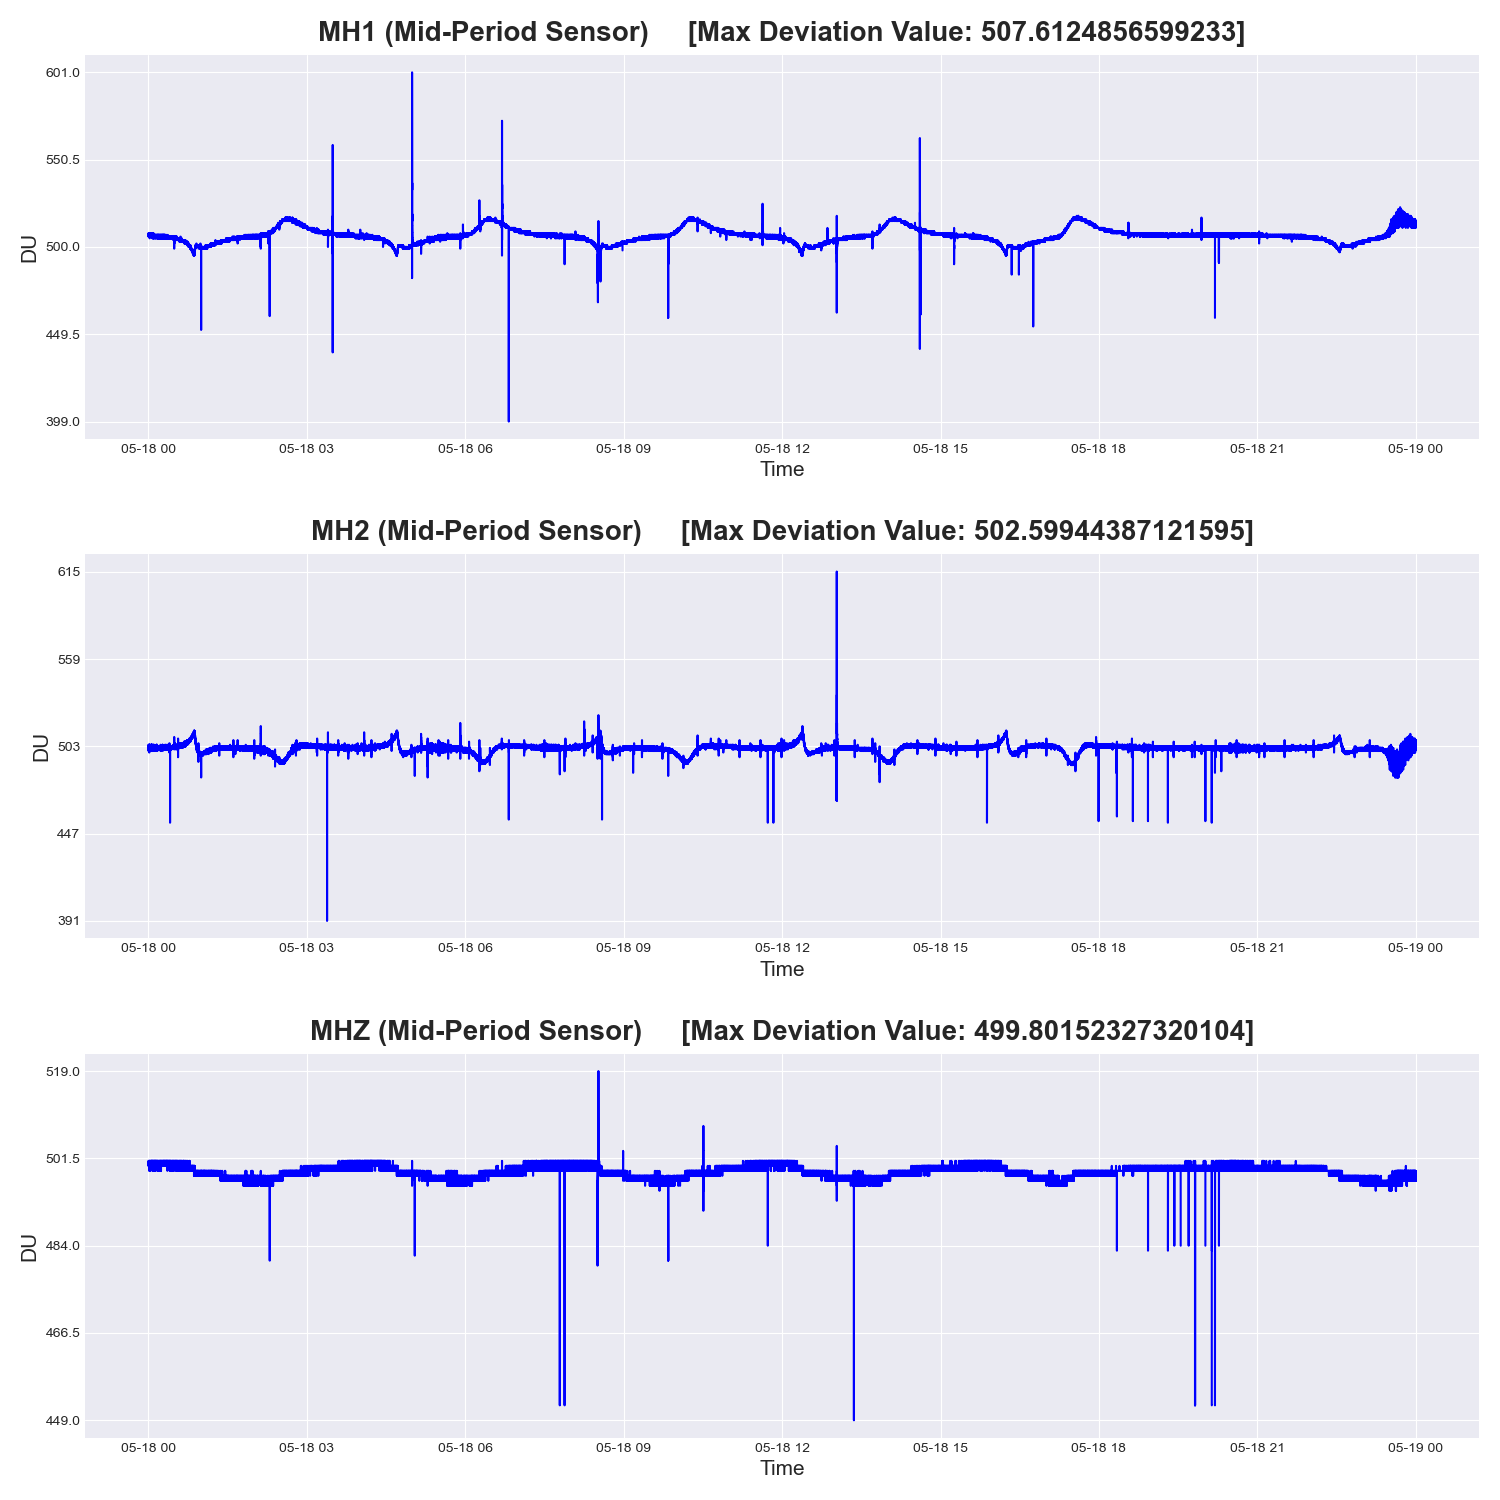 MH1 (Mid-Period Sensor) [Max Deviation Value: 507.6124856599233]
601.0
550.5
500.0
449.5
399.0
DU
05-18 00 05-18 03 05-18 06 05-18 09 05-18 12 05-18 15 05-18 18 05-18 21 05-19 00
Time
MH2 (Mid-Period Sensor) [Max Deviation Value: 502.59944387121595]
615
559
503
447
391
DU
05-18 00 05-18 03 05-18 06 05-18 09 05-18 12 05-18 15 05-18 18 05-18 21 05-19 00
Time
MHZ (Mid-Period Sensor) [Max Deviation Value: 499.80152327320104]
519.0
501.5
484.0
466.5
449.0
DU
05-18 00 05-18 03 05-18 06 05-18 09 05-18 12 05-18 15 05-18 18 05-18 21 05-19 00
Time